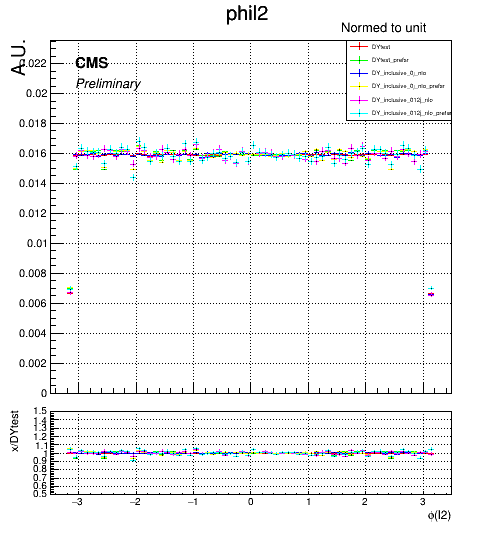 phil2
Normed to unit
A.U.
CMS
Preliminary
DYtest
DYtest_prefsr
DY_inclusive_0j_nlo
DY_inclusive_0j_nlo_prefsr
DY_inclusive_012j_nlo
DY_inclusive_012j_nlo_prefsr
0.022
0.02
0.018
0.016
0.014
0.012
0.01
0.008
0.006
0.004
0.002
0
x/DYtest
1.5
1.4
1.3
1.2
1.1
1
0.9
0.8
0.7
0.6
0.5
−3 −2 −1 0 1 2 3
ϕ(l2)